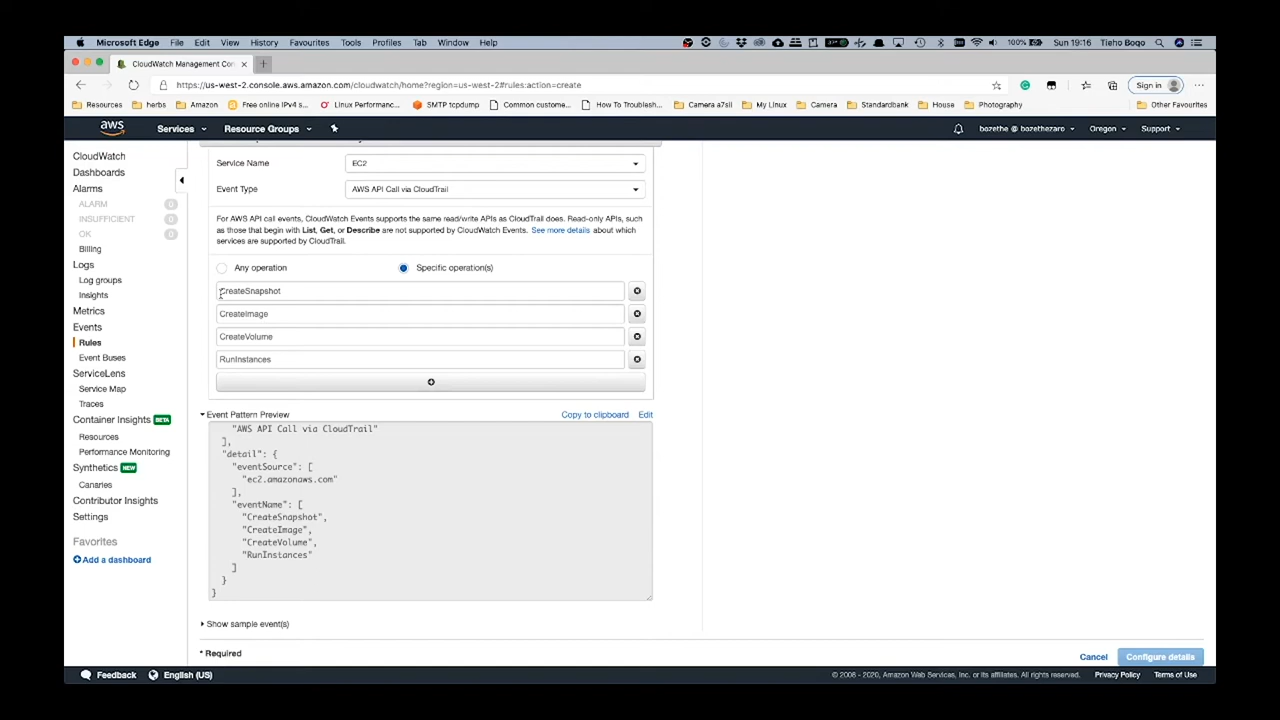 Microsoft Edge File Edit View History Favourites Tools Profiles Tab Window Help 100% Sun 19:16 Tieho Boqo
CloudWatch Management Con
https://us-west-2.console.aws.amazon.com/cloudwatch/home?region=us-west-2#rules:action=create
Sign in
Resources herbs Amazon Free online IPv4 s... Linux Performanc... SMTP tcpdump Common custome... How To Troublesh... Camera a7sii My Linux Camera Standardbank House Photography Other Favourites
aws Services Resource Groups bozethe @ bozethezaro Oregon Support
CloudWatch
Dashboards
Alarms
ALARM 0
INSUFFICIENT 0
OK 0
Billing
Logs
Log groups
Insights
Metrics
Events
Rules
Event Buses
ServiceLens
Service Map
Traces
Container Insights BETA
Resources
Performance Monitoring
Synthetics NEW
Canaries
Contributor Insights
Settings
Favorites
Add a dashboard
Service Name EC2
Event Type AWS API Call via CloudTrail
For AWS API call events, CloudWatch Events supports the same read/write APIs as CloudTrail does. Read-only APIs, such
as those that begin with List, Get, or Describe are not supported by CloudWatch Events. See more details about which
services are supported by CloudTrail.
Any operation Specific operation(s)
CreateSnapshot
CreateImage
CreateVolume
RunInstances
Event Pattern Preview Copy to clipboard Edit
"AWS API Call via CloudTrail"
],
"detail": {
"eventSource": [
"ec2.amazonaws.com"
],
"eventName": [
"CreateSnapshot",
"CreateImage",
"CreateVolume",
"RunInstances"
]
}
}
Show sample event(s)
* Required
Cancel Configure details
Feedback English (US) © 2008 - 2020, Amazon Web Services, Inc. or its affiliates. All rights reserved. Privacy Policy Terms of Use